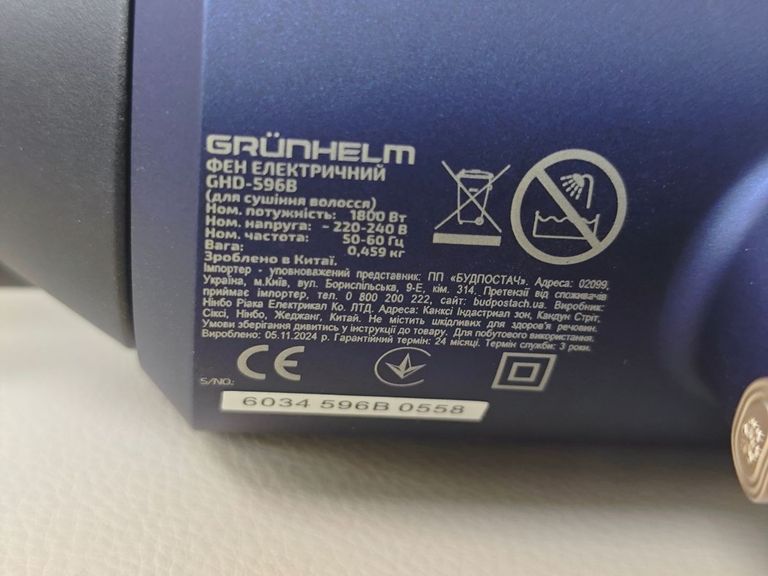 GRÜNHELM
ФЕН ЕЛЕКТРИЧНИЙ
GHD-596B
(для сушіння волосся)
Ном. потужність: 1800 Вт
Ном. напруга: ~ 220-240 В
Ном. частота: 50-60 Гц
Вага: 0,459 кг
Зроблено в Китаї.
Імпортер - уповноважений представник: ПП «БУДПОСТАЧ». Адреса: 02099,
Україна, м.Київ, вул. Бориспільська, 9-Е, кім. 314. Претензії від споживачів
приймає імпортер, тел. 0 800 200 222, сайт: budpostach.ua. Виробник:
Нінбо Ріака Електрикал Ко. ЛТД. Адреса: Канксі Індастриал зон, Кандун Стріт,
Сіксі, Нінбо, Жеджанг, Китай. Не містить шкідливих для здоров'я речовин.
Умови зберігання дивитись у інструкції до товару. Для побутового використання.
Вироблено: 05.11.2024 р. Гарантійний термін: 24 місяці. Термін служби: 3 роки.
CE
S/NO.:
6034 596B 0558